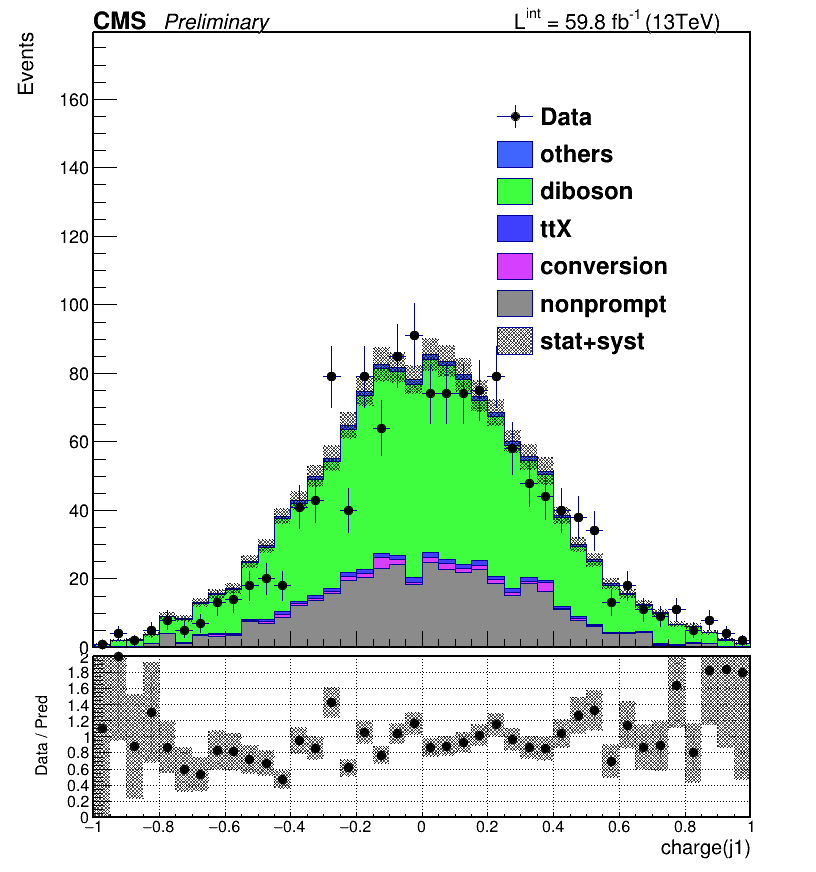 CMS Preliminary L^int = 59.8 fb^-1 (13TeV)
Events
160
140
120
100
80
60
40
20
0
Data
others
diboson
ttX
conversion
nonprompt
stat+syst
Data / Pred
2
1.8
1.6
1.4
1.2
1
0.8
0.6
0.4
0.2
0
−1 −0.8 −0.6 −0.4 −0.2 0 0.2 0.4 0.6 0.8 1
charge(j1)